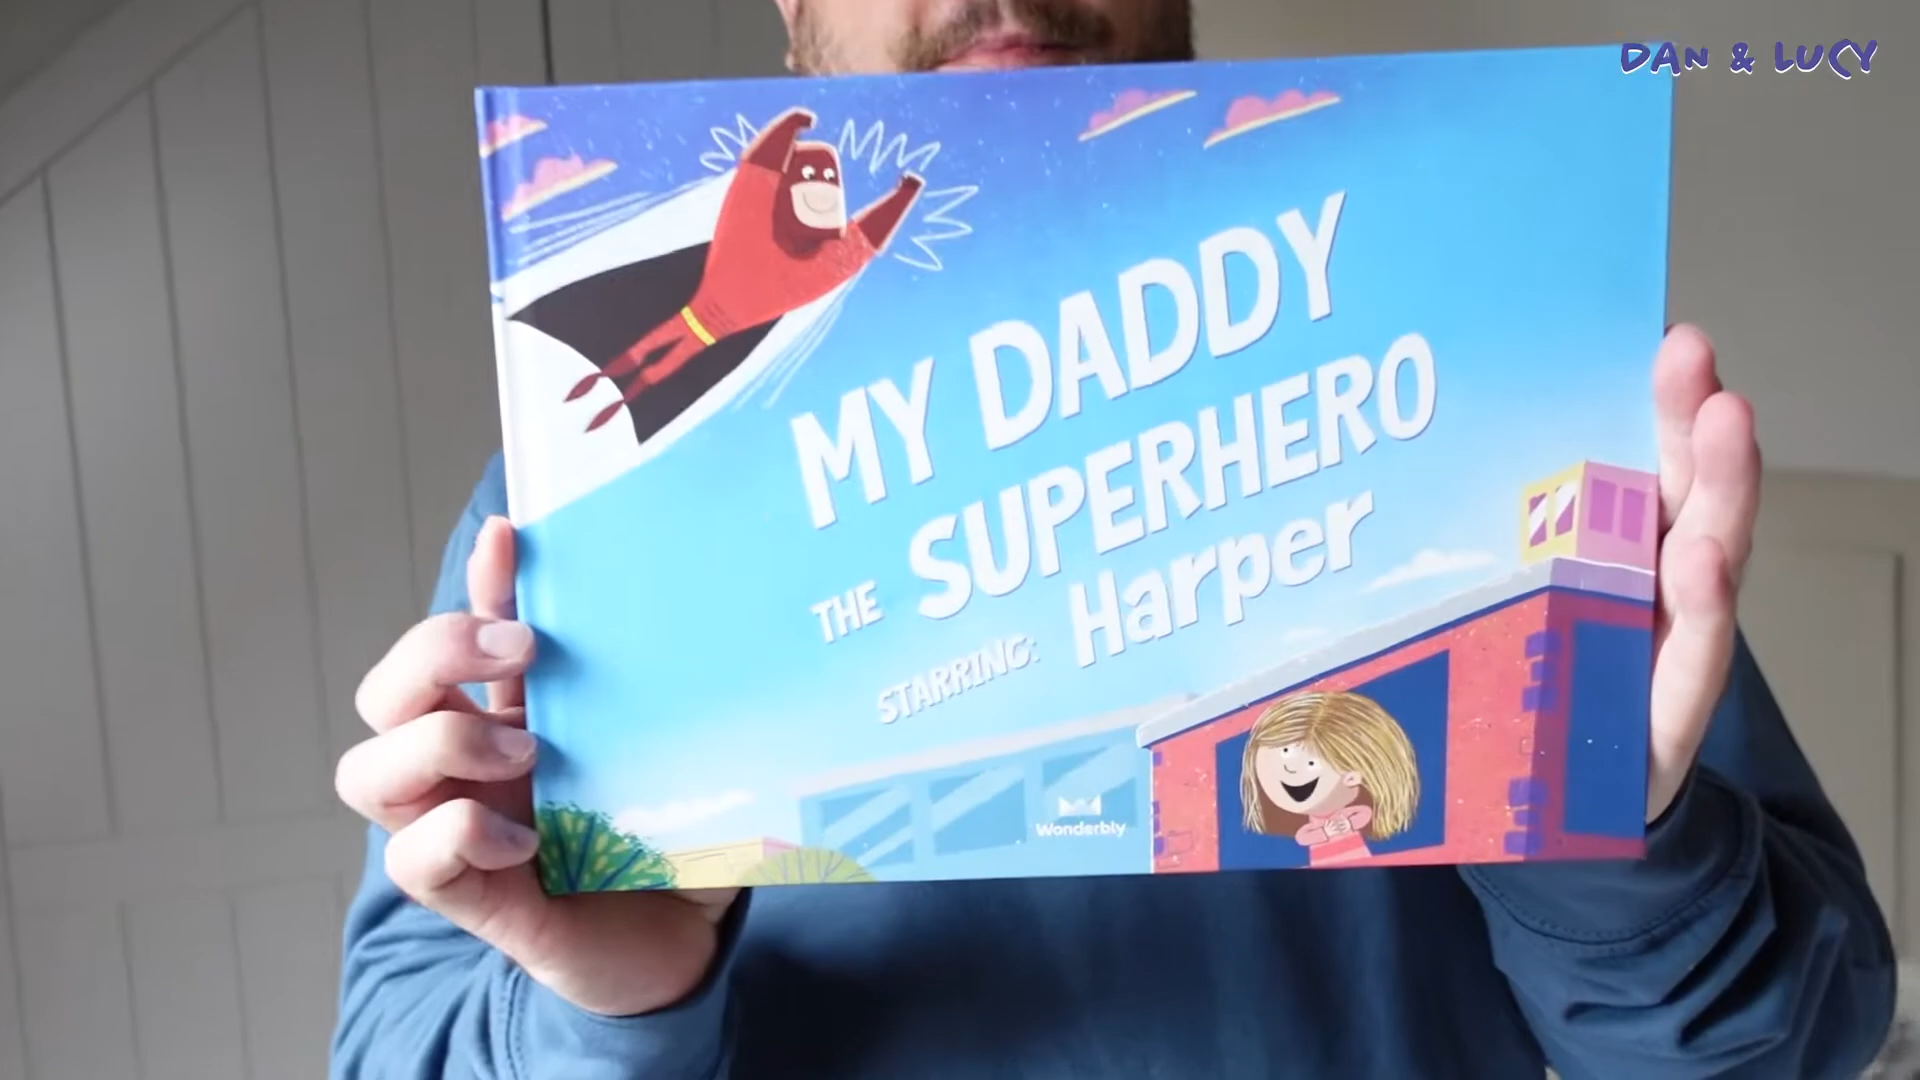 DAN & LUCY
MY DADDY
THE SUPERHERO
STARRING: Harper
Wonderbly